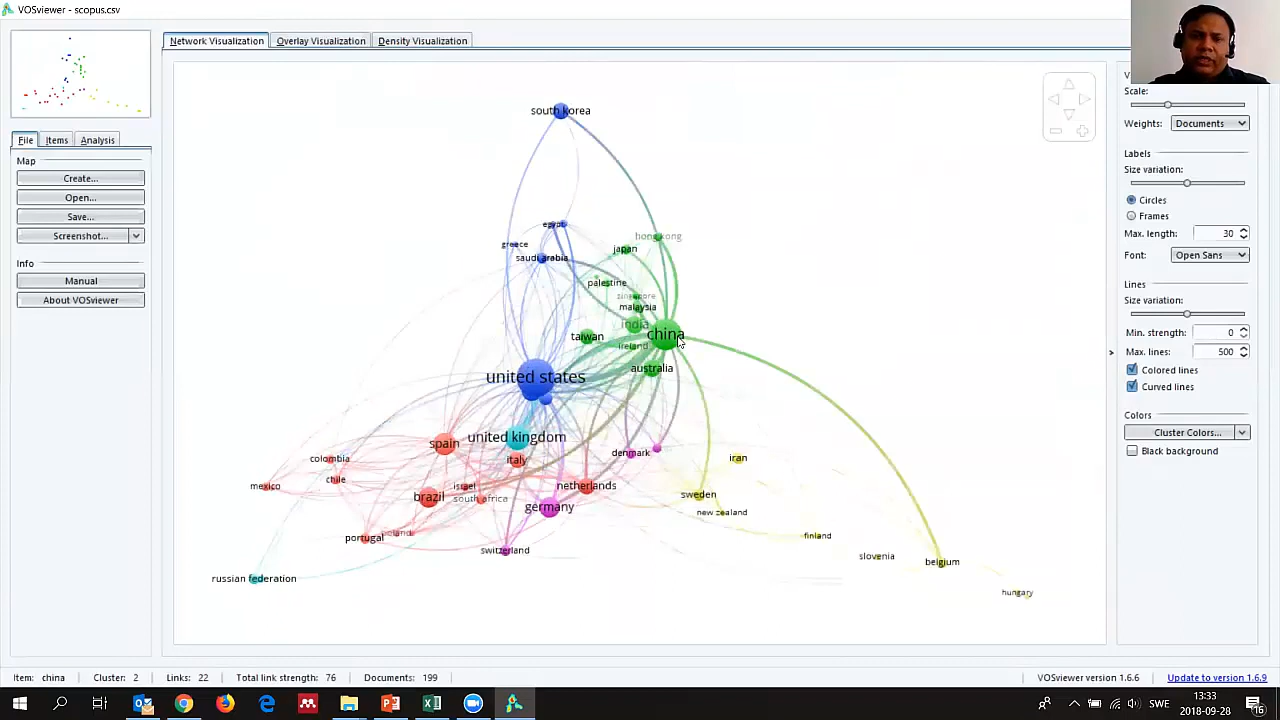 VOSviewer - scopus.csv
Network Visualization
Overlay Visualization
Density Visualization
File
Items
Analysis
Map
Create...
Open...
Save...
Screenshot...
Info
Manual
About VOSviewer
south korea
egypt
hong kong
greece
japan
saudi arabia
palestine
singapore
malaysia
india
china
taiwan
ireland
australia
united states
spain
united kingdom
denmark
colombia
italy
iran
chile
mexico
israel
netherlands
brazil
south africa
sweden
germany
new zealand
portugal
poland
finland
switzerland
slovenia
belgium
russian federation
hungary
Scale:
Weights:
Documents
Labels
Size variation:
Circles
Frames
Max. length:
30
Font:
Open Sans
Lines
Size variation:
Min. strength:
0
Max. lines:
500
Colored lines
Curved lines
Colors
Cluster Colors...
Black background
Item: china
Cluster: 2
Links: 22
Total link strength: 76
Documents: 199
VOSviewer version 1.6.6
Update to version 1.6.9
SWE
13:33
2018-09-28